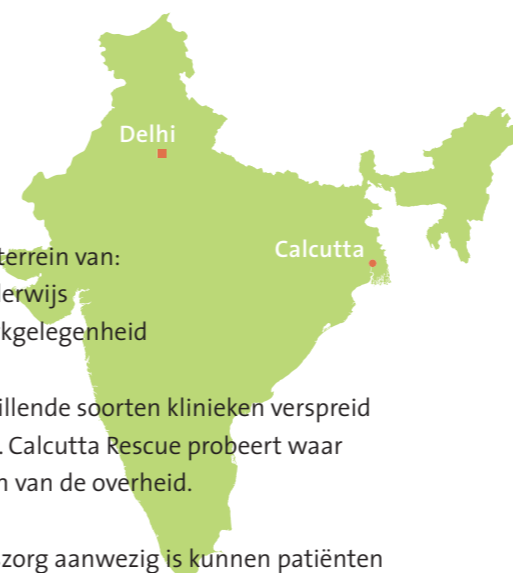 Delhi
Calcutta
terrein van:
erwijs
kgelegenheid
illende soorten klinieken verspreid
. Calcutta Rescue probeert waar
n van de overheid.
zorg aanwezig is kunnen patiënten